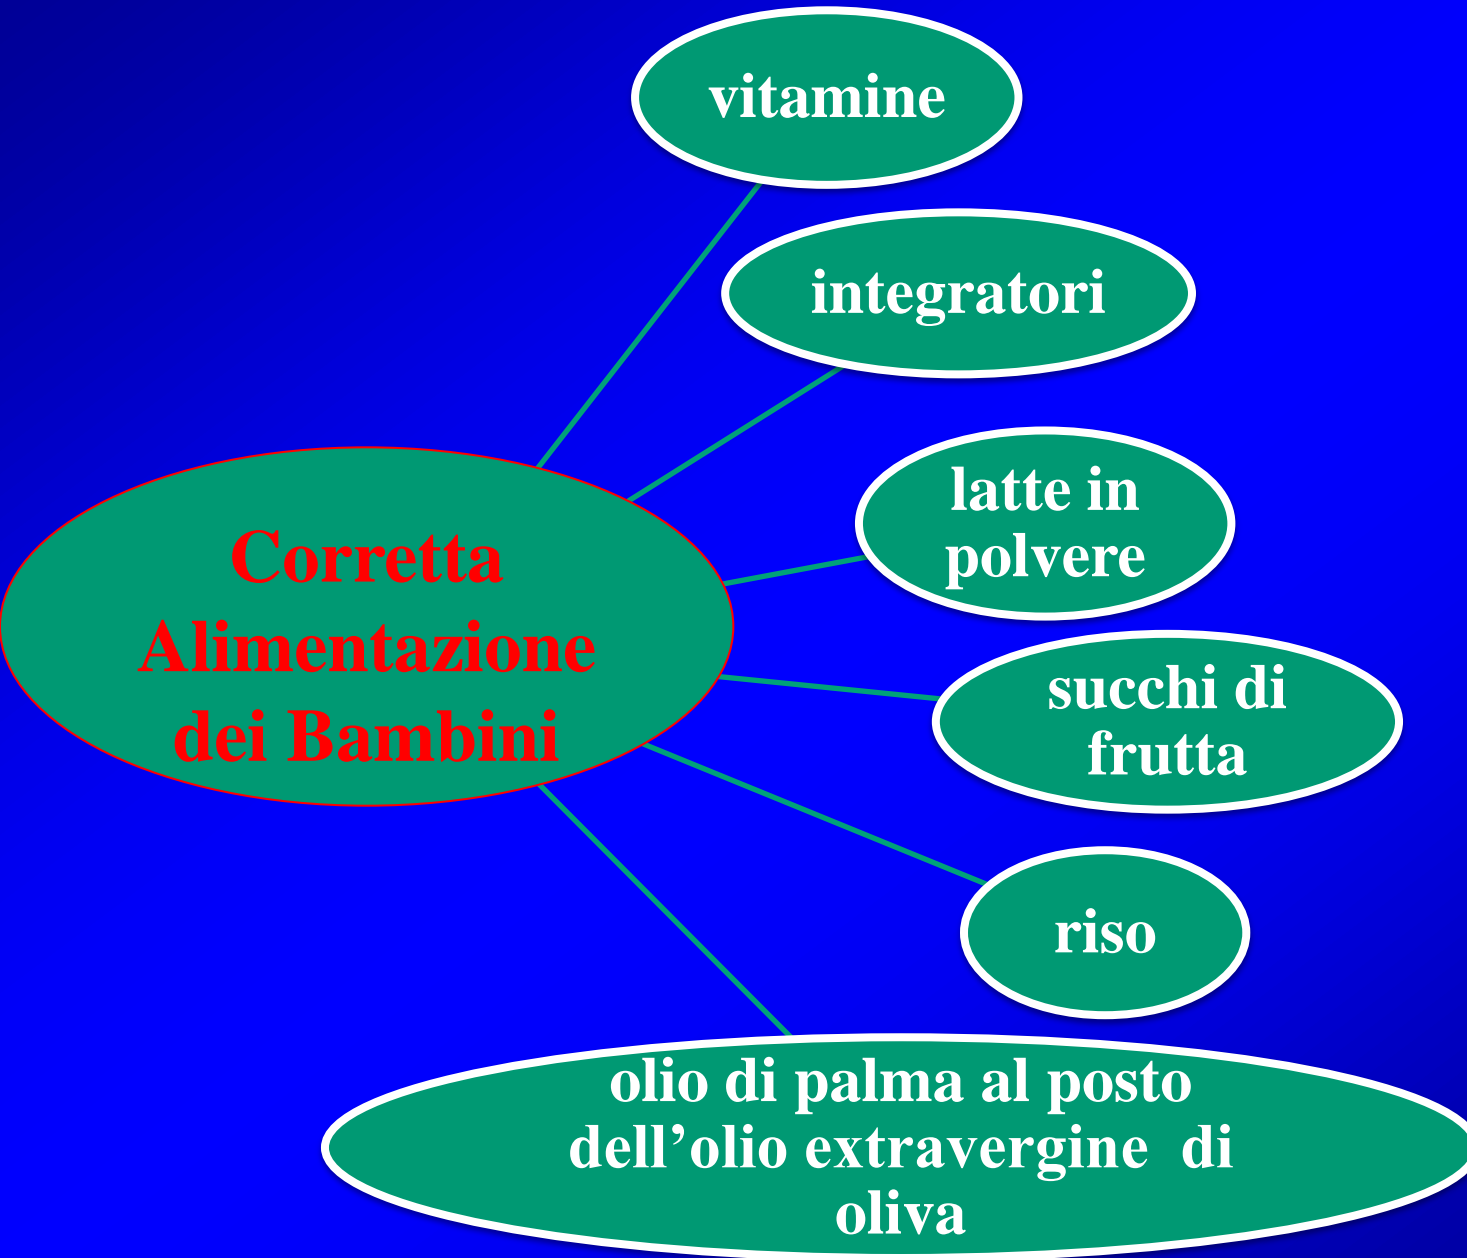 vitamine
integratori
latte in
polvere
Corretta
Alimentazione
dei Bambini
succhi di
frutta
riso
olio di palma al posto
dell’olio extravergine  di
oliva